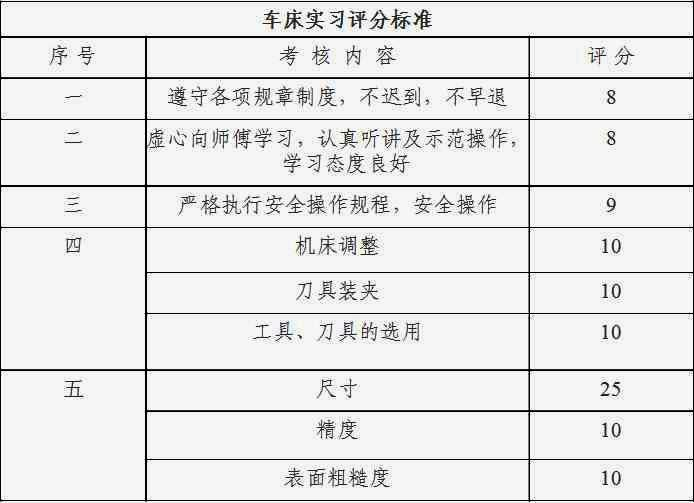 车床实习评分标准
序号 考核内容 评分
一 遵守各项规章制度，不迟到，不早退 8
二 虚心向师傅学习，认真听讲及示范操作， 8
学习态度良好
三 严格执行安全操作规程，安全操作 9
四 机床调整 10
刀具装夹 10
工具、刀具的选用 10
五 尺寸 25
精度 10
表面粗糙度 10